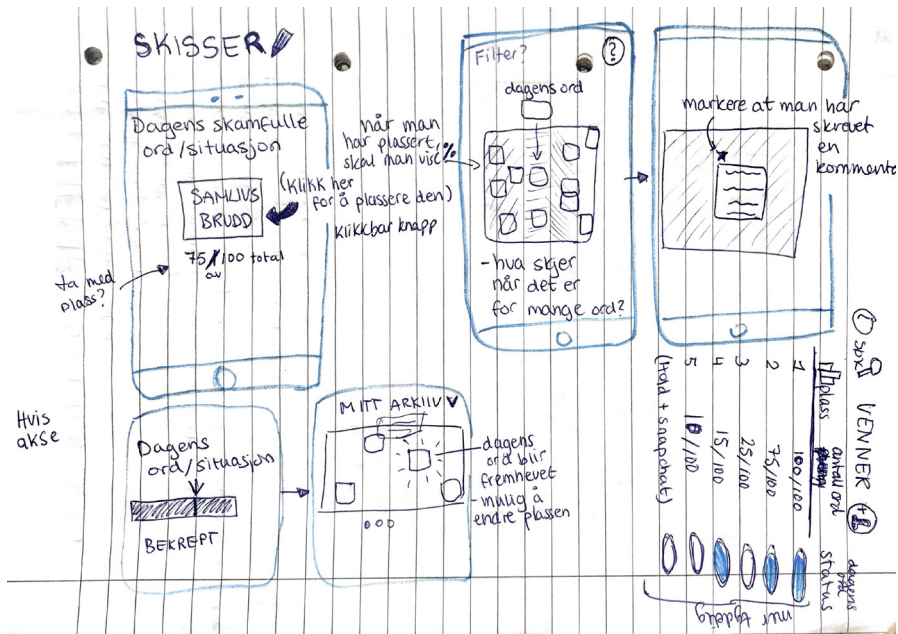 SKISSER
Dagens skamfulle
ord/situasjon
SAMLIVS
BRUDD
(Klikk her
for å plassere den)
klikkbar knapp
75/100 total
av
ta med
plass?
når man
har plassert,
skal man vise %
Filter?
?
dagens ord
- hva skjer
når det er
for mange ord?
markere at man har
skrevet
en
kommentar
Hvis
akse
Dagens
ord/situasjon
BEKREFT
MITT ARKIV
- dagens
ord blir
fremhevet
- mulig å
endre plassen
søk
VENNER
plass antall ord dagens ord status
1 100/100
2 75/100
3 25/100
4 15/100
5 10/100
(Hold + snapchat)
mer tydelig